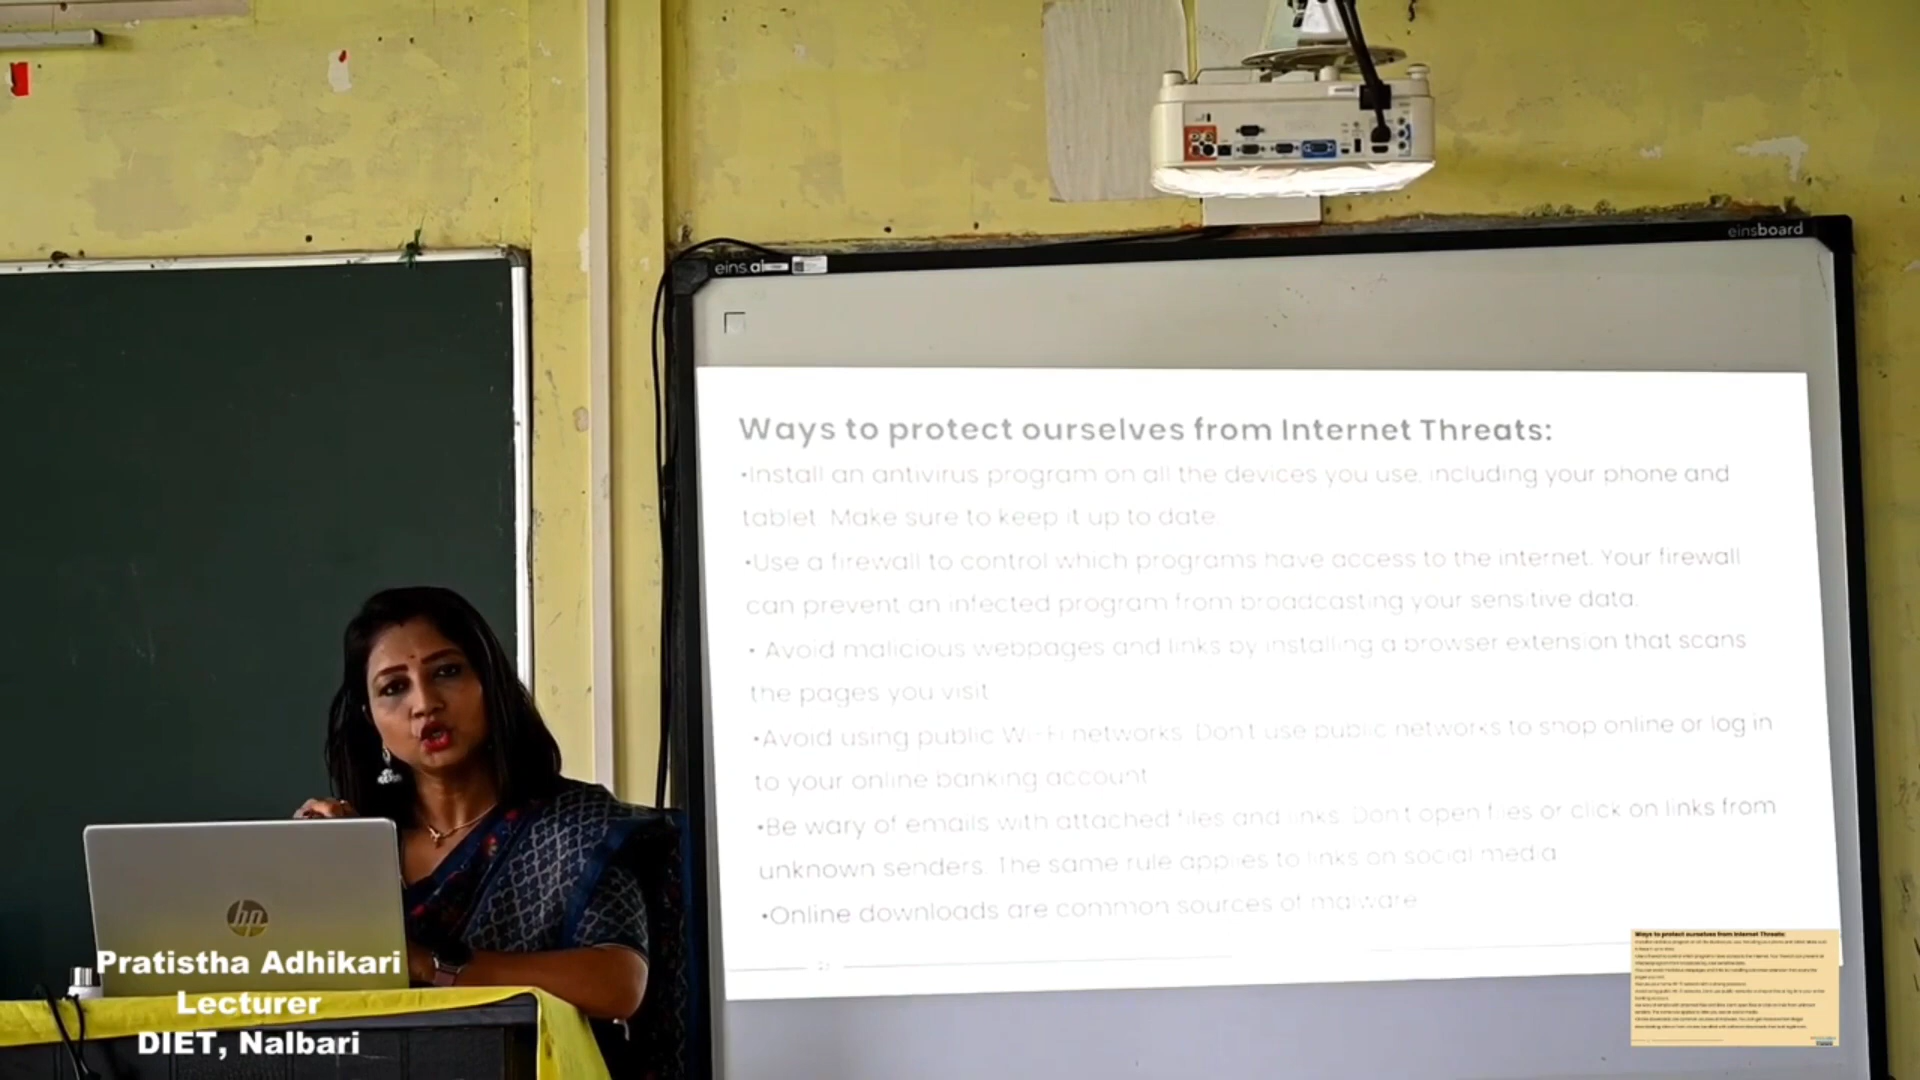 einsboard
eins.ai
Ways to protect ourselves from Internet Threats:
•Install an antivirus program on all the devices you use, including your phone and
tablet. Make sure to keep it up to date.
•Use a firewall to control which programs have access to the internet. Your firewall
can prevent an infected program from broadcasting your sensitive data.
• Avoid malicious webpages and links by installing a browser extension that scans
the pages you visit
•Avoid using public Wi-Fi networks. Don't use public networks to shop online or log in
to your online banking account
•Be wary of emails with attached files and links. Don't open files or click on links from
unknown senders. The same rule applies to links on social media
•Online downloads are common sources of malware
hp
Pratistha Adhikari
Lecturer
DIET, Nalbari
Ways to protect ourselves from Internet Threats: